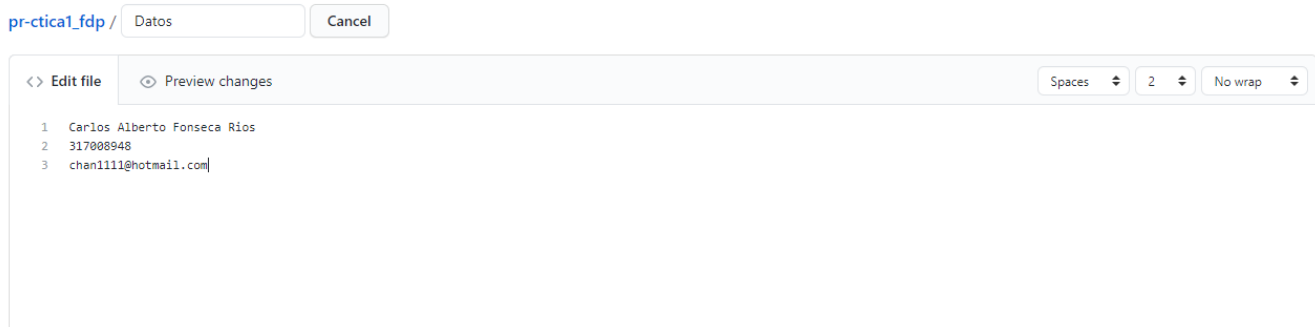 pr-ctica1_fdp / Datos Cancel
<> Edit file Preview changes Spaces 2 No wrap
1 Carlos Alberto Fonseca Rios
2 317008948
3 chan1111@hotmail.com